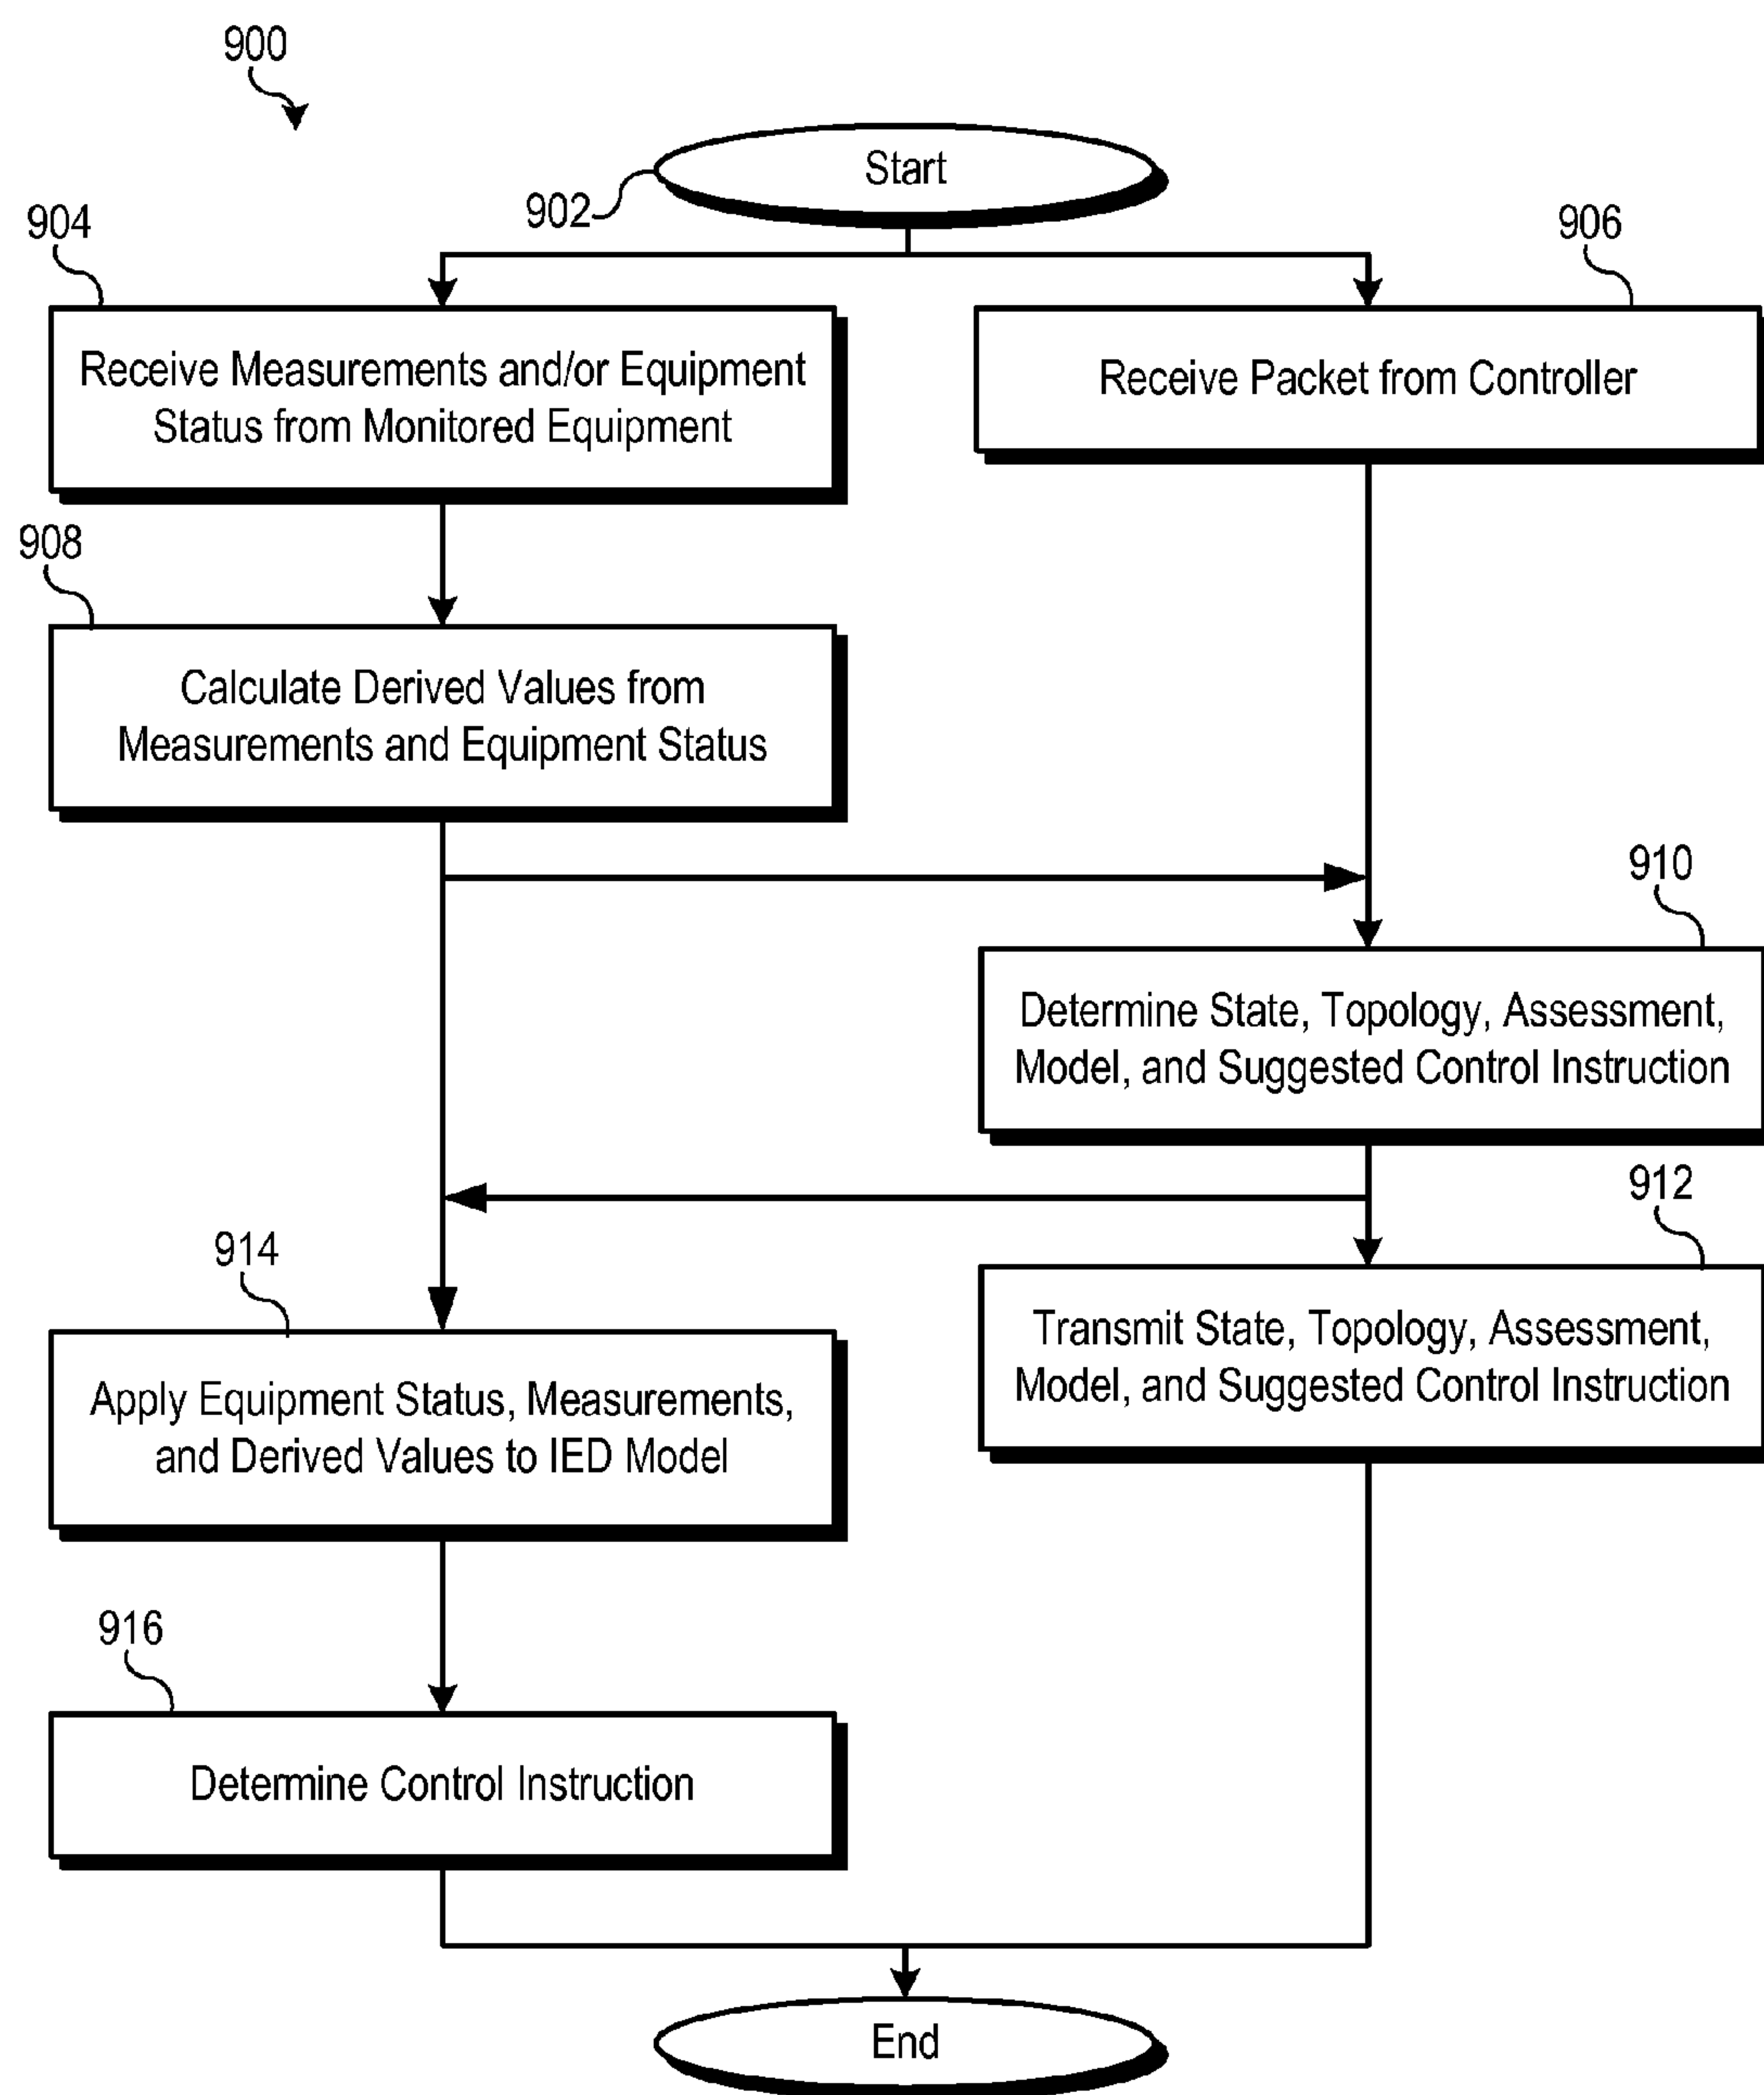 900
Start
902
904
906
Receive Measurements and/or Equipment
Status from Monitored Equipment
Receive Packet from Controller
908
Calculate Derived Values from
Measurements and Equipment Status
910
Determine State, Topology, Assessment,
Model, and Suggested Control Instruction
912
Transmit State, Topology, Assessment,
Model, and Suggested Control Instruction
914
Apply Equipment Status, Measurements,
and Derived Values to IED Model
916
Determine Control Instruction
End